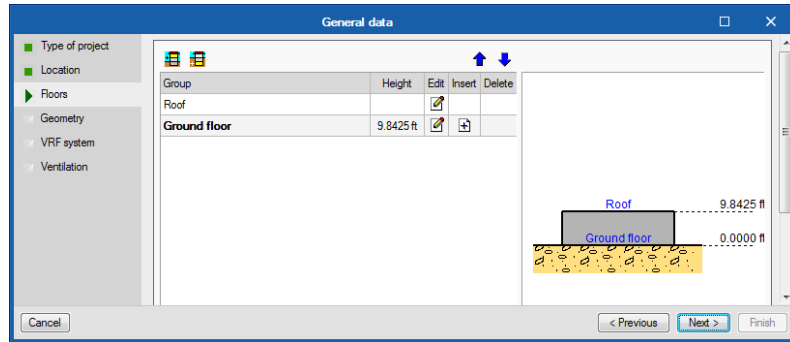 General data
Type of project
Location
Floors
Geometry
VRF system
Ventilation
Group Height Edit Insert Delete
Roof
Ground floor 9.8425 ft
Roof 9.8425 ft
Ground floor 0.0000 ft
Cancel < Previous Next > Finish